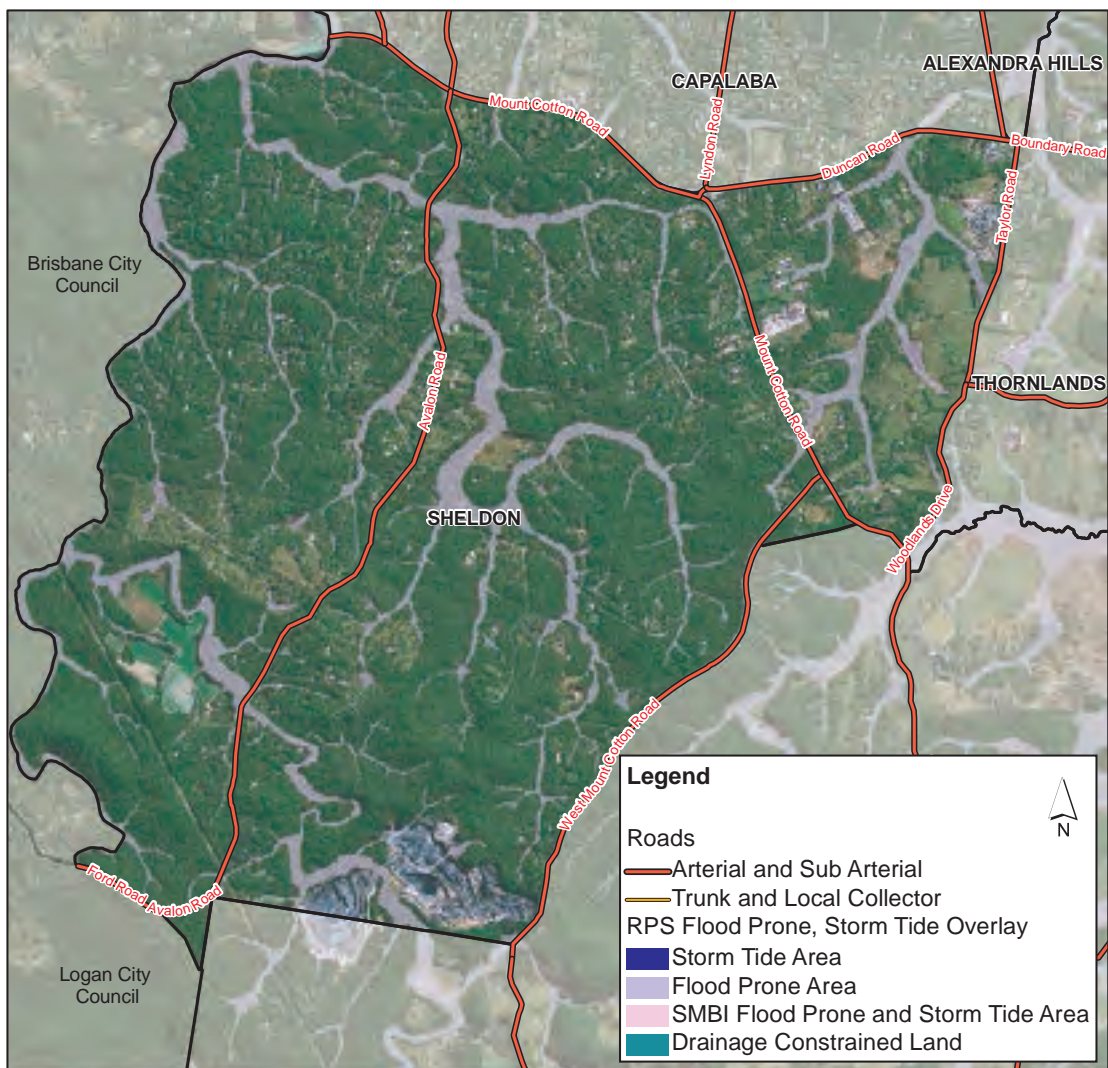 ALEXANDRA HILLS
CAPALABA
Mount Cotton Road
Lyndon Road
Duncan Road
Boundary Road
Taylor Road
Brisbane City
Council
Avalon Road
Mount Cotton Road
THORNLANDS
SHELDON
Woodlands Drive
West Mount Cotton Road
Ford Road Avalon Road
Logan City
Council
Legend
N
Roads
Arterial and Sub Arterial
Trunk and Local Collector
RPS Flood Prone, Storm Tide Overlay
Storm Tide Area
Flood Prone Area
SMBI Flood Prone and Storm Tide Area
Drainage Constrained Land